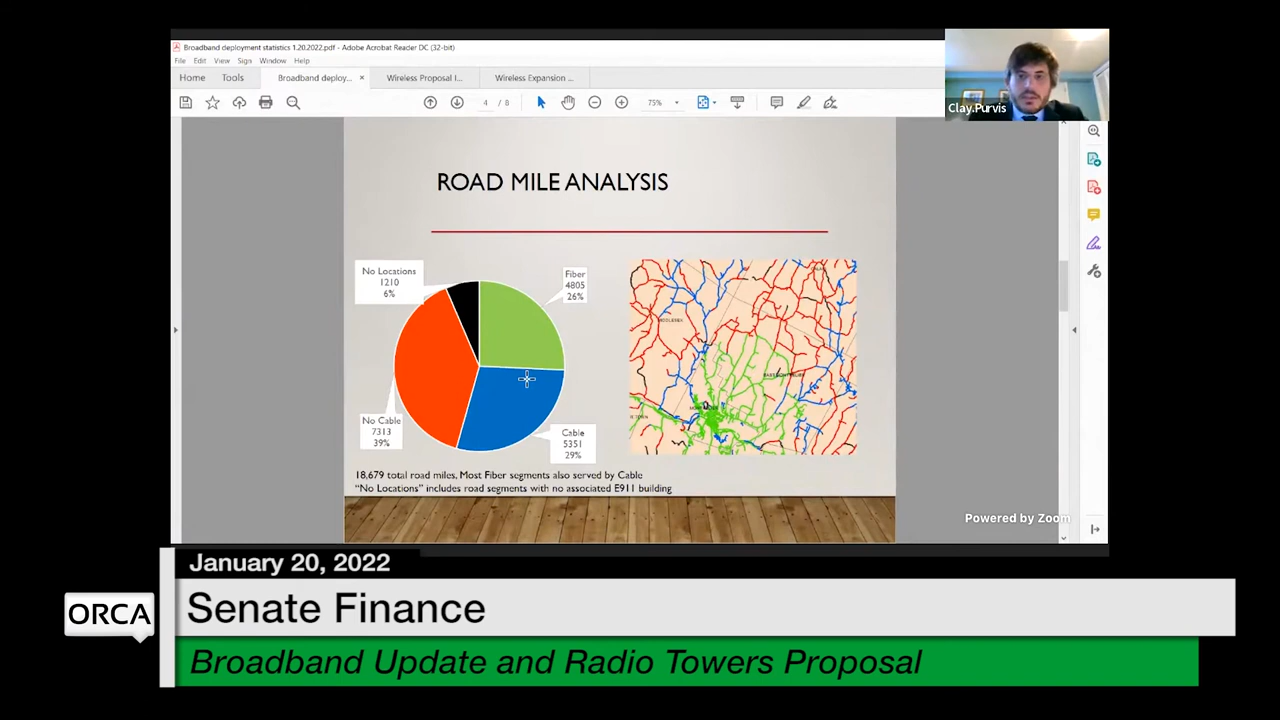 Broadband deployment statistics 1.20.2022.pdf - Adobe Acrobat Reader DC (32-bit)
File Edit View Sign Window Help
Home Tools Broadband deploy... × Wireless Proposal I... Wireless Expansion ...
4 / 8 75%
Clay.Purvis
ROAD MILE ANALYSIS
No Locations
1210
6%
Fiber
4805
26%
No Cable
7313
39%
Cable
5351
29%
MIDDLESEX
18,679 total road miles, Most Fiber segments also served by Cable
“No Locations” includes road segments with no associated E911 building
Powered by Zoom
January 20, 2022
ORCA
Senate Finance
Broadband Update and Radio Towers Proposal